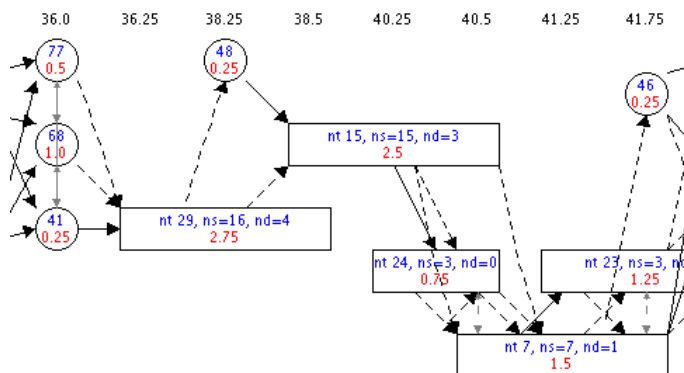 36.0 36.25 38.25 38.5 40.25 40.5 41.25 41.75
77
0.5
48
0.25
46
0.25
68
1.0
nt 15, ns=15, nd=3
2.5
41
0.25
nt 29, ns=16, nd=4
2.75
nt 24, ns=3, nd=0
0.75
nt 23, ns=3, nd
1.25
nt 7, ns=7, nd=1
1.5